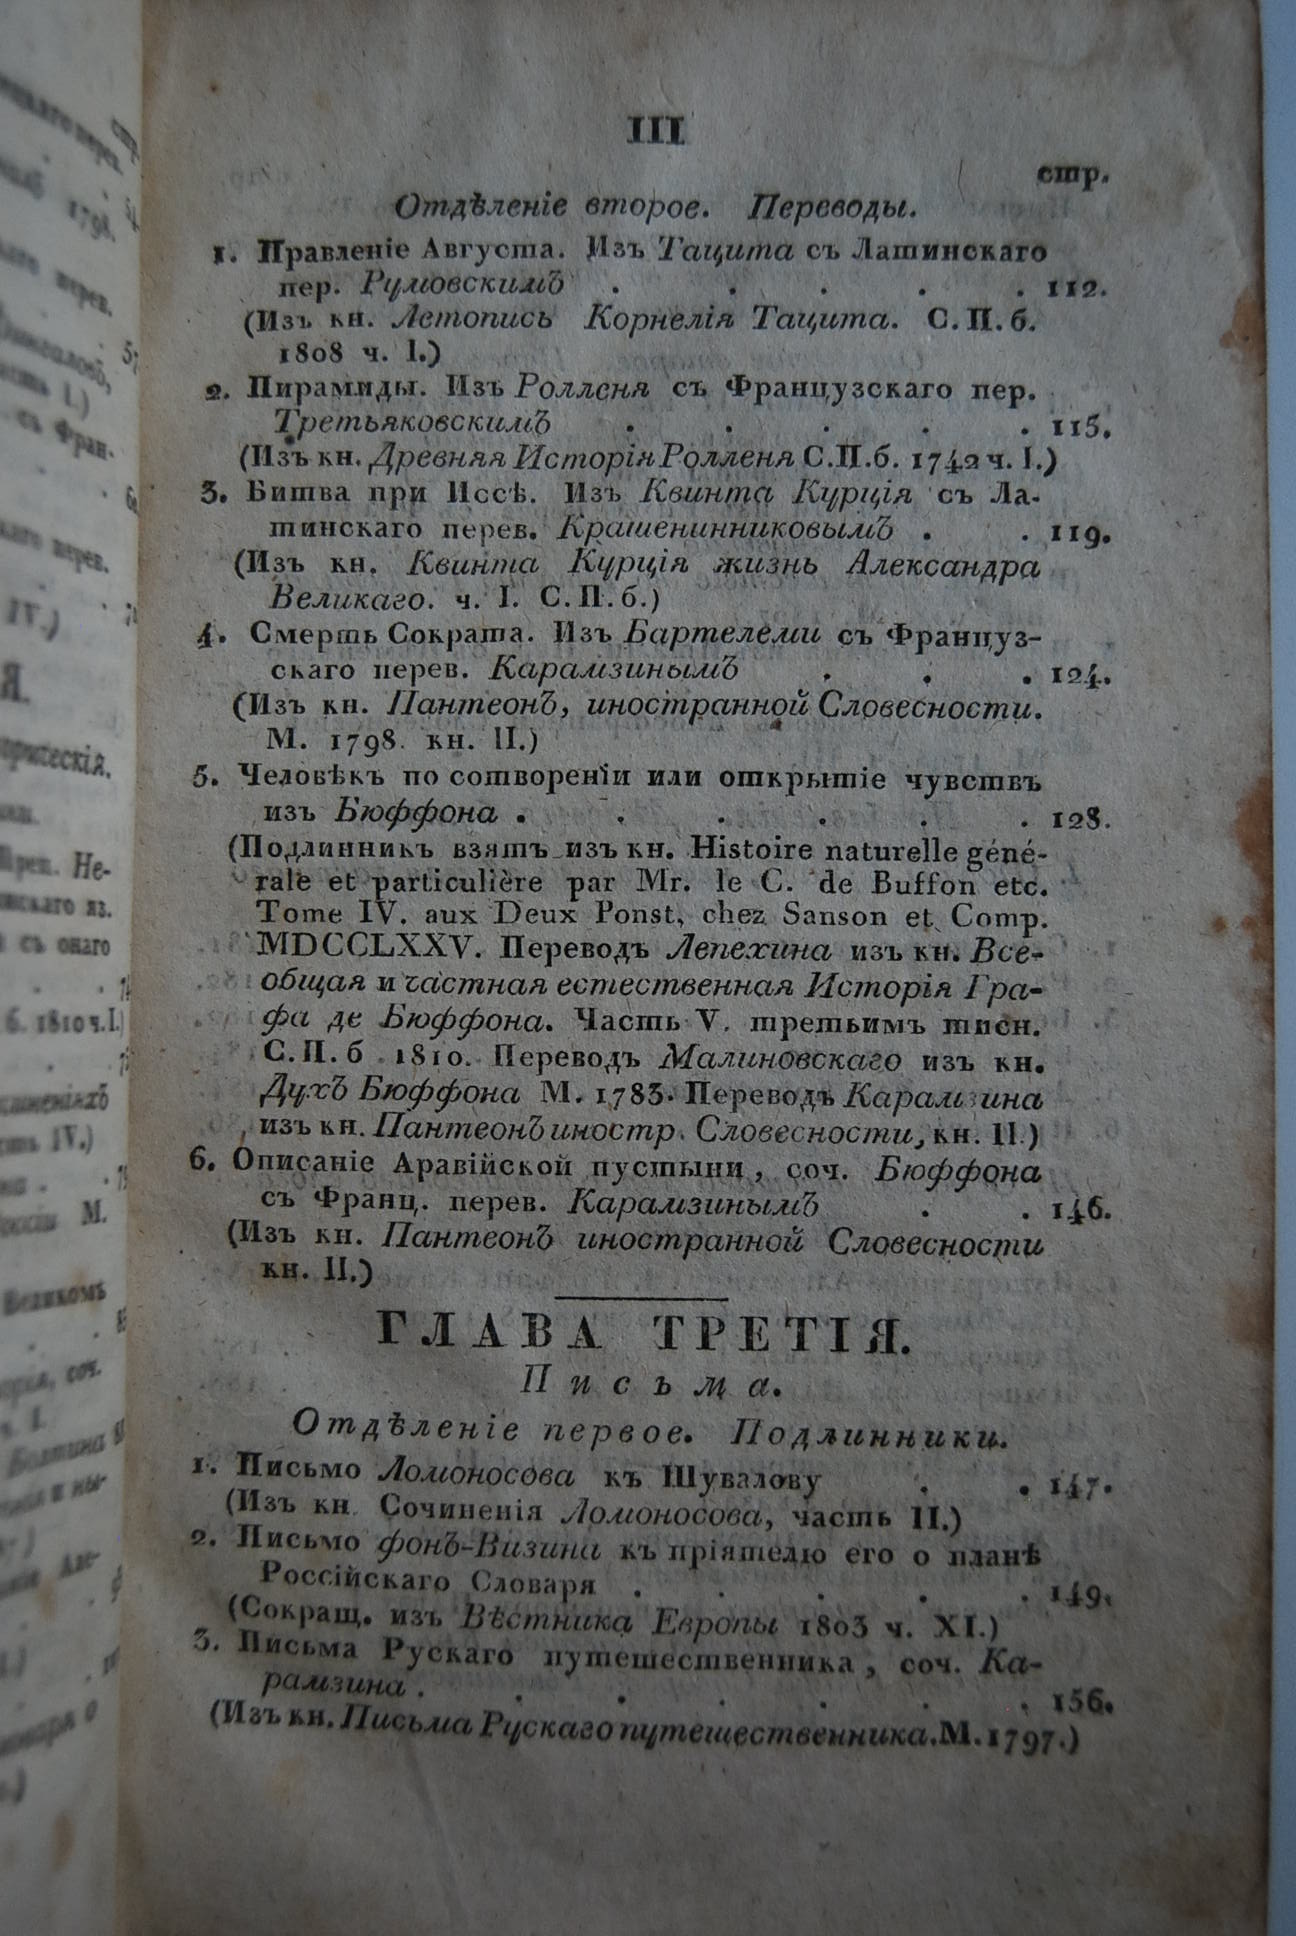 III
стр.
Отдѣленіе второе. Переводы.
1. Правленіе Августа. Изъ Тацита съ Латинскаго
пер. Румовскимъ . . . . . 112.
(Изъ кн. Летопись Корнелія Тацита. С.П.б.
1808 ч. I.)
2. Пирамиды. Изъ Ролленя съ Французскаго пер.
Третьяковскимъ . . . . . 115.
(Изъ кн. Древняя Исторія Ролленя С.П.б. 1742 ч. I.)
3. Битва при Иссѣ. Изъ Квинта Курція съ Ла-
тинскаго перев. Крашенинниковымъ . . 119.
(Изъ кн. Квинта Курція жизнь Александра
Великаго. ч. I. С.П.б.)
4. Смерть Сократа. Изъ Бартелеми съ Француз-
скаго перев. Карамзинымъ . . . 124.
(Изъ кн. Пантеонъ, иностранной Словесности.
М. 1798. кн. II.)
5. Человѣкъ по сотвореніи или открытіе чувствъ
изъ Бюффона . . . . . . 128.
(Подлинникъ взятъ изъ кн. Histoire naturelle géné-
rale et particulière par Mr. le C. de Buffon etc.
Tome IV. aux Deux Ponst, chez Sanson et Comp.
MDCCLXXV. Переводъ Лепехина изъ кн. Все-
общая и частная естественная Исторія Гра-
фа де Бюффона. Часть V. третьимъ тисн.
С.П.б 1810. Переводъ Малиновскаго изъ кн.
Духъ Бюффона М. 1783. Переводъ Карамзина
изъ кн. Пантеонъ иностр. Словесности, кн. II.)
6. Описаніе Аравійской пустыни, соч. Бюффона
съ Франц. перев. Карамзинымъ . . 146.
(Изъ кн. Пантеонъ иностранной Словесности
кн. II.)
ГЛАВА ТРЕТІЯ.
Письма.
Отдѣленіе первое. Подлинники.
1. Письмо Ломоносова къ Шувалову . . 147.
(Изъ кн. Сочиненія Ломоносова, часть II.)
2. Письмо фонъ-Визина къ пріятелю его о планѣ
Россійскаго Словаря . . . . . 149.
(Сокращ. изъ Вѣстника Европы 1803 ч. XI.)
3. Письма Рускаго путешественника, соч. Ка-
рамзина . . . . . . . 156.
(Изъ кн. Письма Рускаго путешественника. М. 1797.)